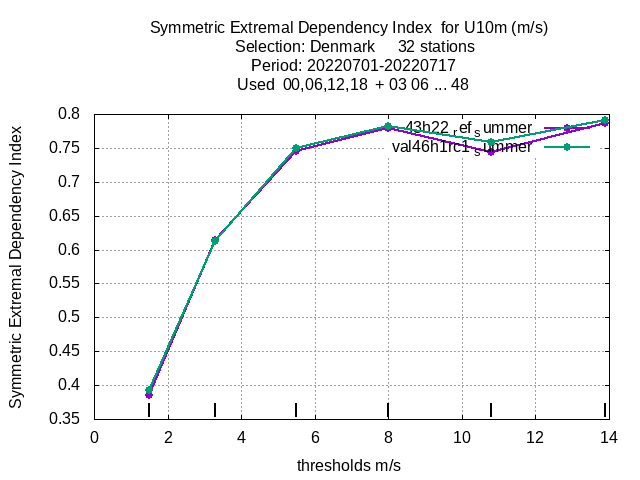 Symmetric Extremal Dependency Index  for U10m (m/s)
Selection: Denmark     32 stations
Period: 20220701-20220717
Used  00,06,12,18  + 03 06 ... 48
43h22ref_summer
val46h1rc1_summer
Symmetric Extremal Dependency Index
0.8
0.75
0.7
0.65
0.6
0.55
0.5
0.45
0.4
0.35
0 2 4 6 8 10 12 14
thresholds m/s